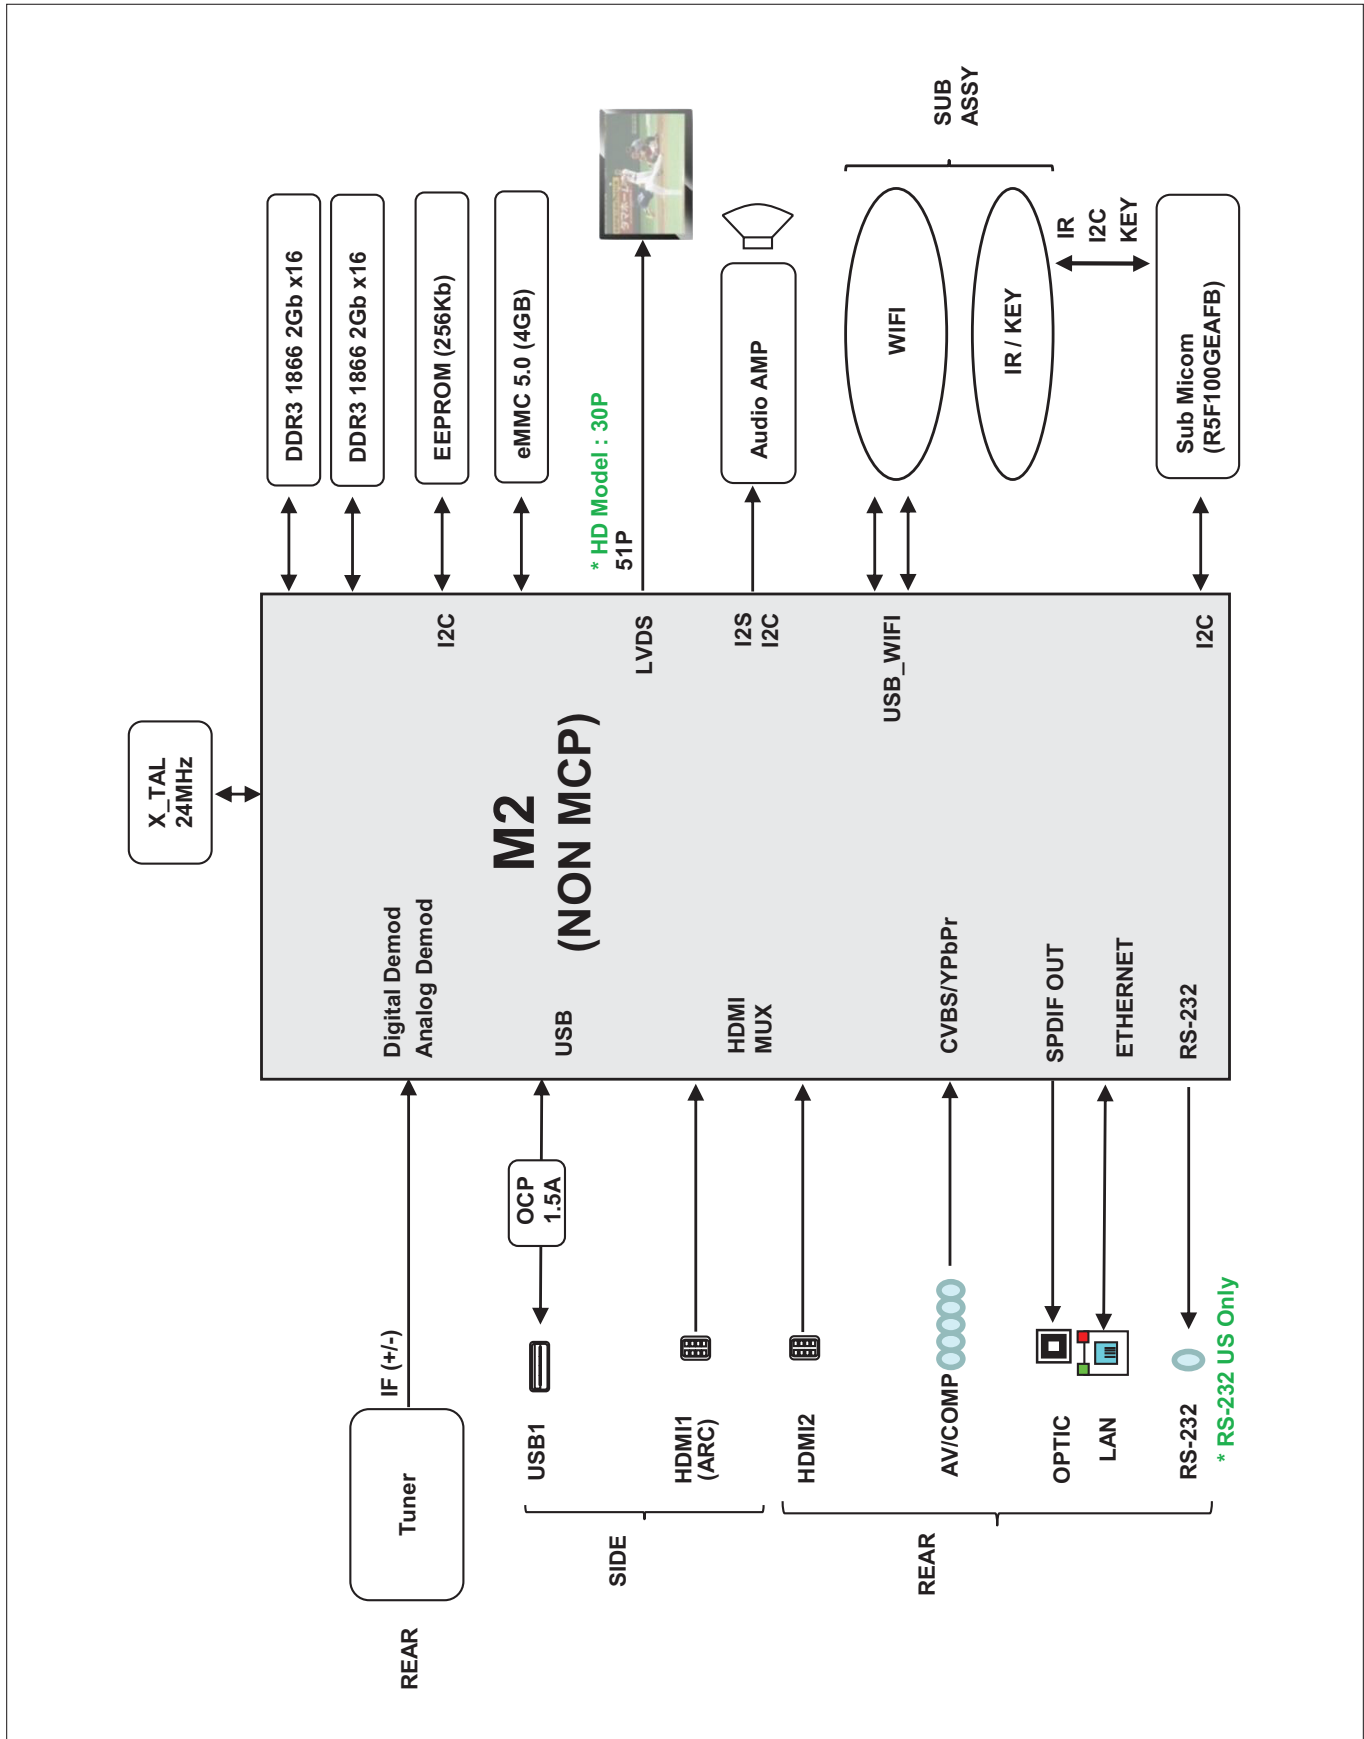 X_TAL
24MHz
REAR
Tuner
IF (+/-)
Digital Demod
Analog Demod
SIDE
USB1
OCP
1.5A
USB
HDMI1
(ARC)
HDMI
MUX
REAR
HDMI2
AV/COMP
CVBS/YPbPr
OPTIC
SPDIF OUT
LAN
ETHERNET
RS-232
RS-232
* RS-232 US Only
M2
(NON MCP)
DDR3 1866 2Gb x16
DDR3 1866 2Gb x16
I2C
EEPROM (256Kb)
eMMC 5.0 (4GB)
* HD Model : 30P
51P
LVDS
I2S
I2C
Audio AMP
USB_WIFI
WIFI
IR / KEY
SUB
ASSY
IR
I2C
KEY
I2C
Sub Micom
(R5F100GEAFB)